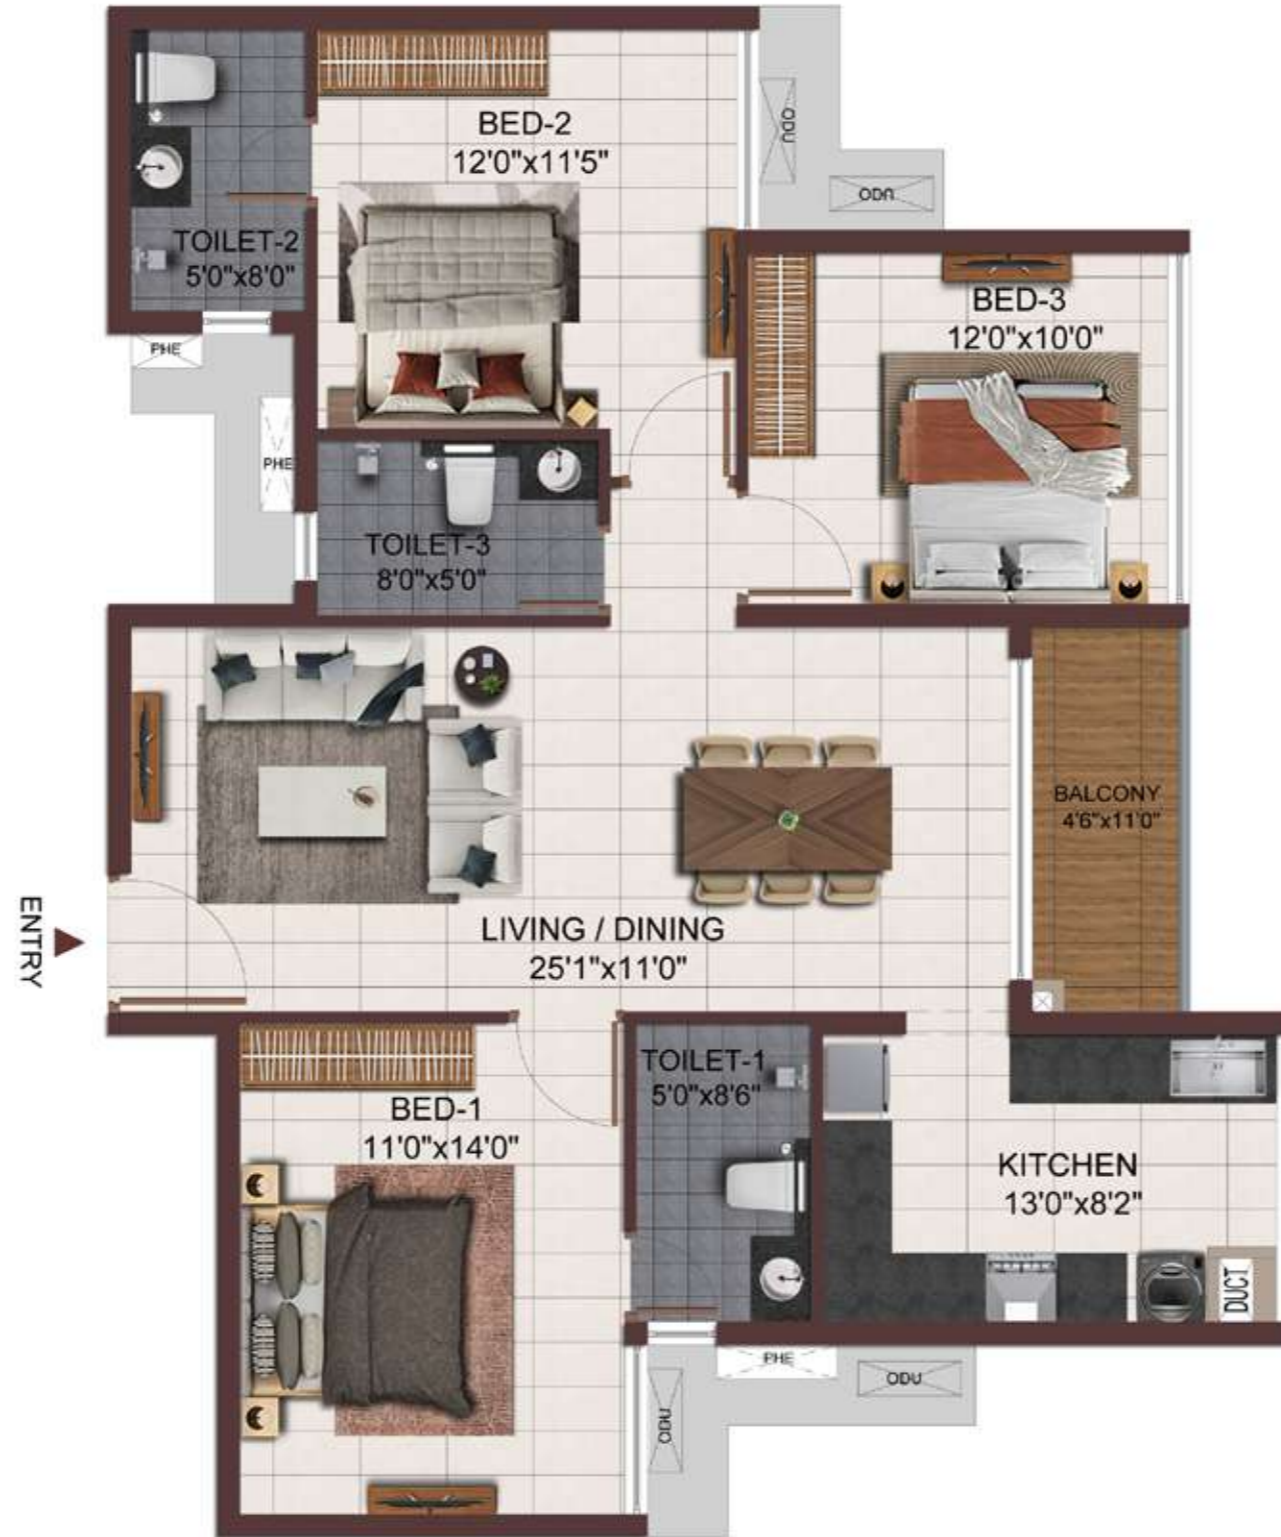 BED-2
12'0"x11'5"
ODU
ODU
TOILET-2
5'0"x8'0"
BED-3
12'0"x10'0"
PHE
PHE
TOILET-3
8'0"x5'0"
BALCONY
4'6"x11'0"
ENTRY
LIVING / DINING
25'1"x11'0"
TOILET-1
5'0"x8'6"
BED-1
11'0"x14'0"
KITCHEN
13'0"x8'2"
DUCT
PHE
ODU
ODU